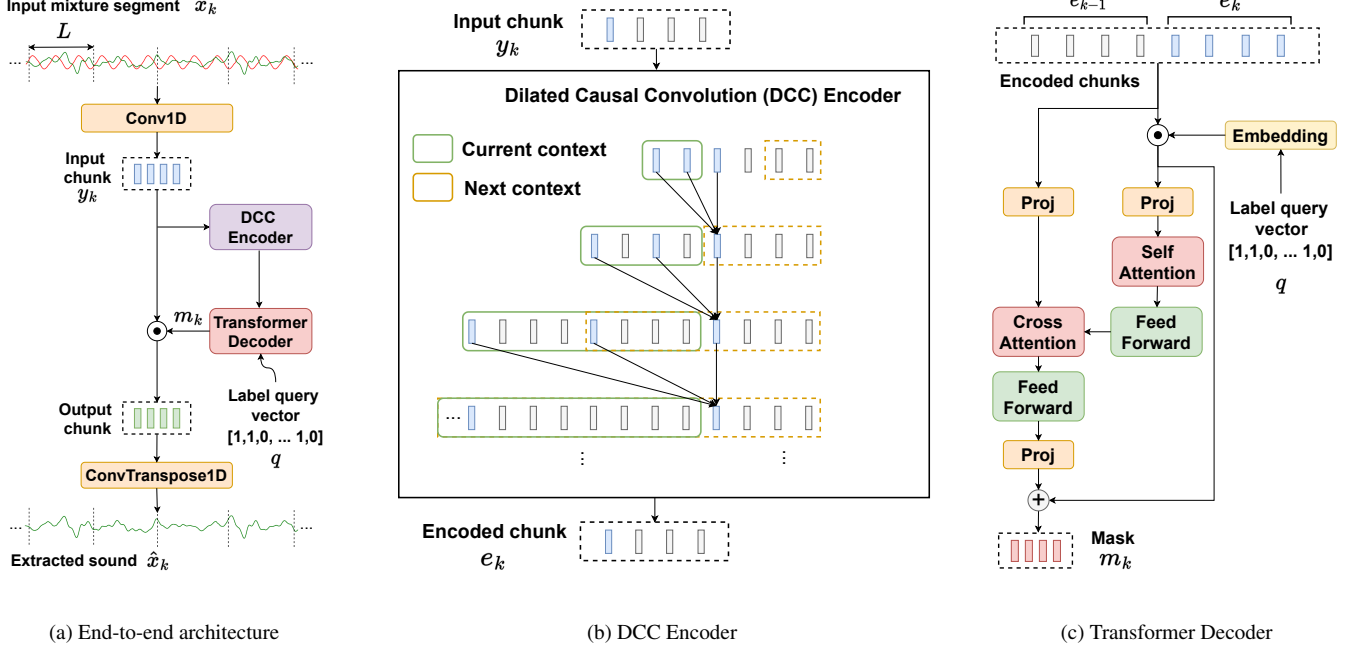 Input mixture segment x_k
L
... ...
Conv1D
Input
chunk
y_k
DCC
Encoder
m_k
Transformer
Decoder
Label query
vector
[1,1,0, ... 1,0]
q
Output
chunk
ConvTranspose1D
... ...
Extracted sound x̂_k
(a) End-to-end architecture
Input chunk
y_k
Dilated Causal Convolution (DCC) Encoder
Current context
Next context
...
⋮ ⋮
Encoded chunk
e_k
(b) DCC Encoder
e_{k-1} e_k
Encoded chunks
Embedding
Proj
Proj
Label query
vector
[1,1,0, ... 1,0]
q
Self
Attention
Cross
Attention
Feed
Forward
Feed
Forward
Proj
+
Mask
m_k
(c) Transformer Decoder